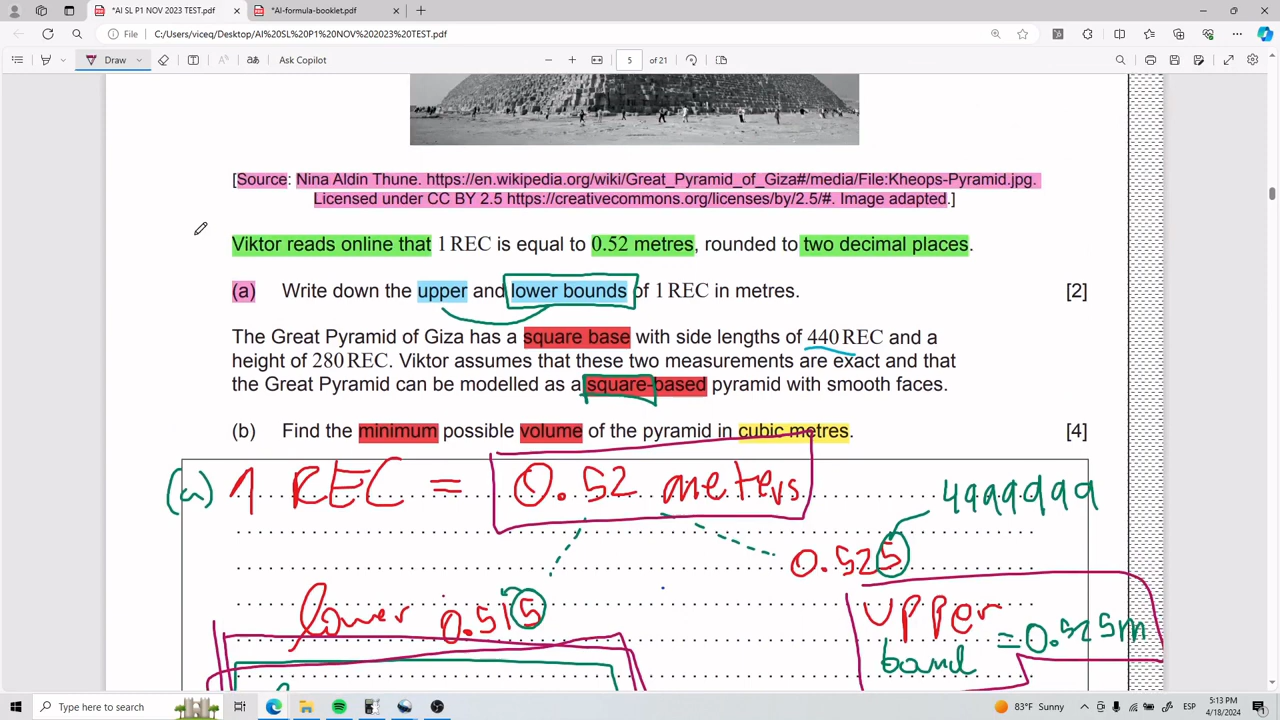 *AI SL P1 NOV 2023 TEST.pdf
*AI-formula-booklet.pdf
File
C:/Users/viceq/Desktop/AI%20SL%20P1%20NOV%202023%20TEST.pdf
Draw
Ask Copilot
5 of 21
[Source: Nina Aldin Thune. https://en.wikipedia.org/wiki/Great_Pyramid_of_Giza#/media/File:Kheops-Pyramid.jpg.
Licensed under CC BY 2.5 https://creativecommons.org/licenses/by/2.5/#. Image adapted.]
Viktor reads online that 1 REC is equal to 0.52 metres, rounded to two decimal places.
(a) Write down the upper and lower bounds of 1 REC in metres. [2]
The Great Pyramid of Giza has a square base with side lengths of 440 REC and a
height of 280 REC. Viktor assumes that these two measurements are exact and that
the Great Pyramid can be modelled as a square-based pyramid with smooth faces.
(b) Find the minimum possible volume of the pyramid in cubic metres. [4]
(a) 1 REC = 0.52 meters
4999999
0.525
lower 0.515
Upper
band = 0.525m
Type here to search
83°F Sunny
ESP
5:13 PM
4/18/2024